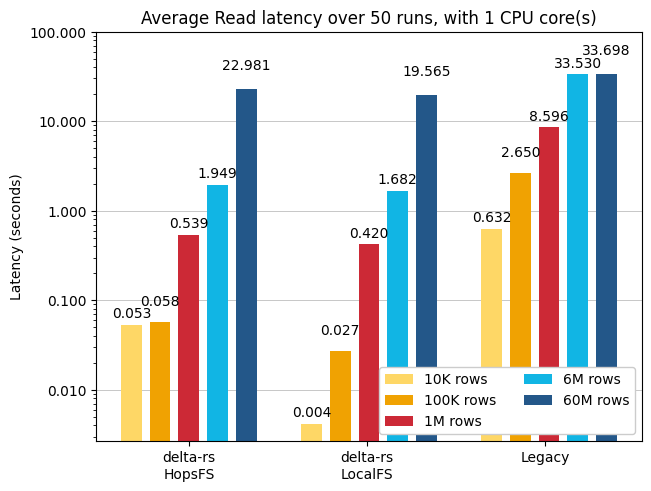 Average Read latency over 50 runs, with 1 CPU core(s)
Latency (seconds)
100.000
10.000
1.000
0.100
0.010
0.053
0.058
0.539
1.949
22.981
0.004
0.027
0.420
1.682
19.565
0.632
2.650
8.596
33.530
33.698
10K rows
100K rows
1M rows
6M rows
60M rows
delta-rs
HopsFS
delta-rs
LocalFS
Legacy